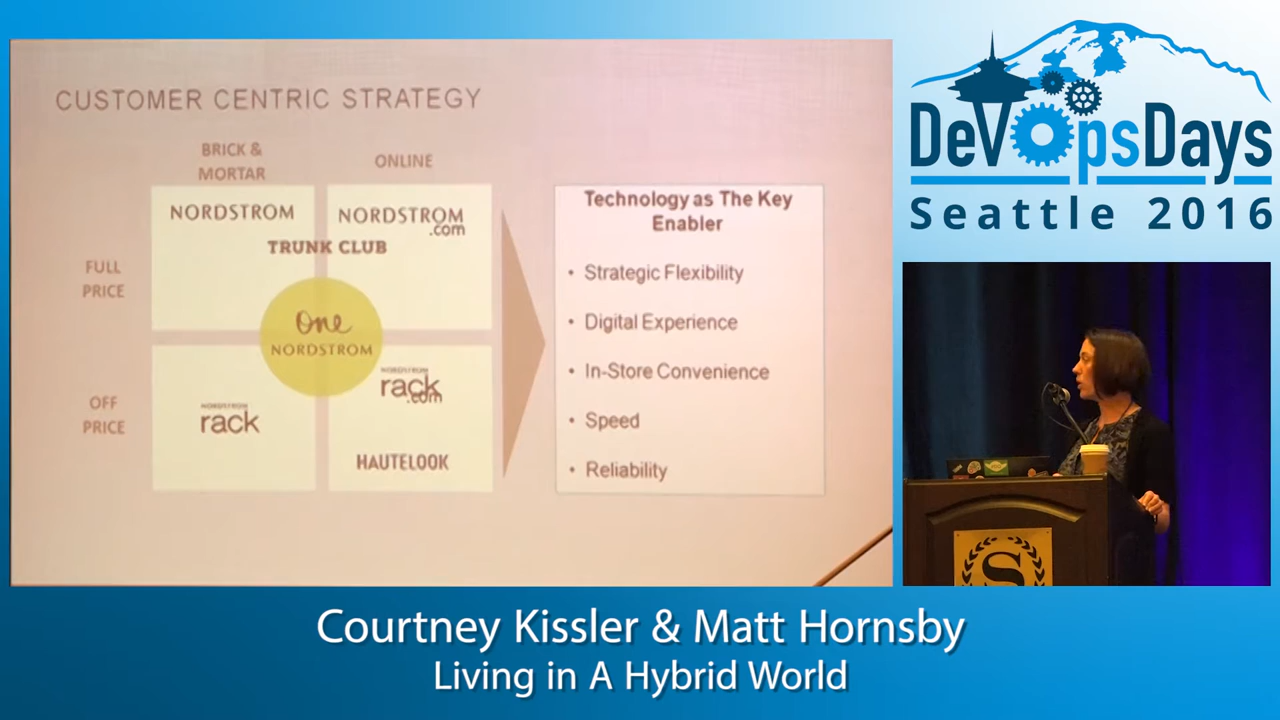 CUSTOMER CENTRIC STRATEGY
BRICK &
MORTAR
ONLINE
FULL
PRICE
NORDSTROM
NORDSTROM
.com
TRUNK CLUB
One
NORDSTROM
OFF
PRICE
NORDSTROM
rack
NORDSTROM
rack
.com
HAUTELOOK
Technology as The Key
Enabler
• Strategic Flexibility
• Digital Experience
• In-Store Convenience
• Speed
• Reliability
DevOpsDays
Seattle 2016
S
Courtney Kissler & Matt Hornsby
Living in A Hybrid World